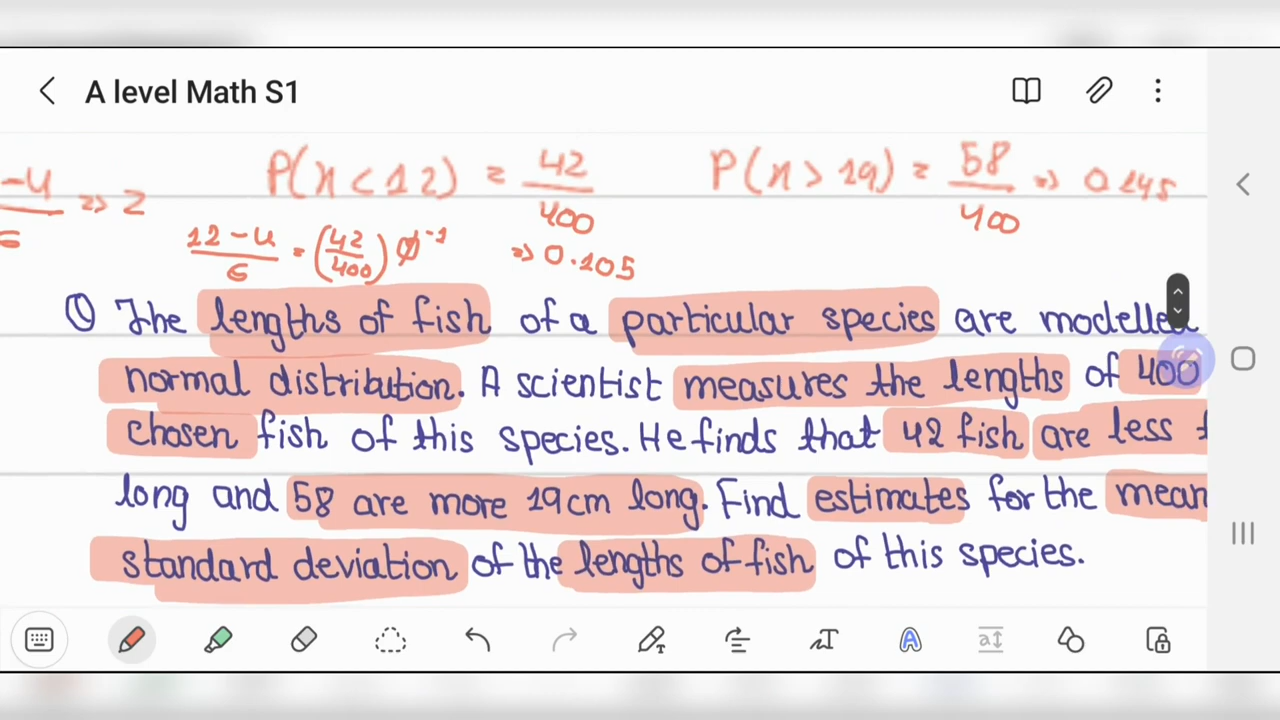 A level Math S1
P(x < 12) = 42/400 => 0.105
P(x > 19) = 58/400 => 0.145
-μ/σ => z
12 - μ/σ = (42/400) φ⁻¹
Q The lengths of fish of a particular species are modelled
normal distribution. A scientist measures the lengths of 400
chosen fish of this species. He finds that 42 fish are less
long and 58 are more 19cm long. Find estimates for the mean
standard deviation of the lengths of fish of this species.